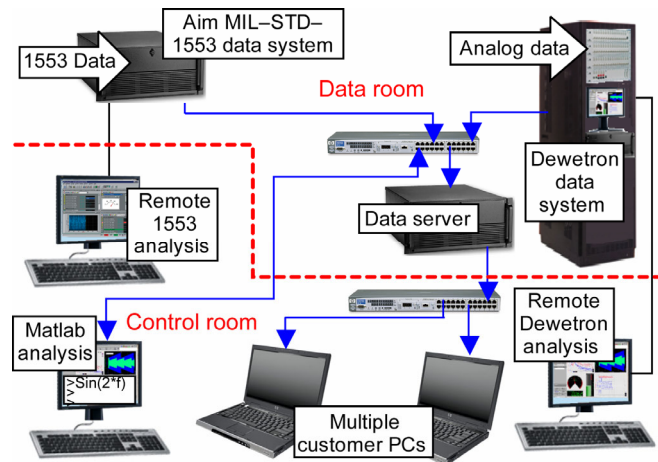 Aim MIL–STD–
1553 data system
1553 Data
Analog data
Data room
Dewetron
data
system
Remote
1553
analysis
Data server
Control room
Matlab
analysis
>Sin(2*f)
>
>
Remote
Dewetron
analysis
Multiple
customer PCs